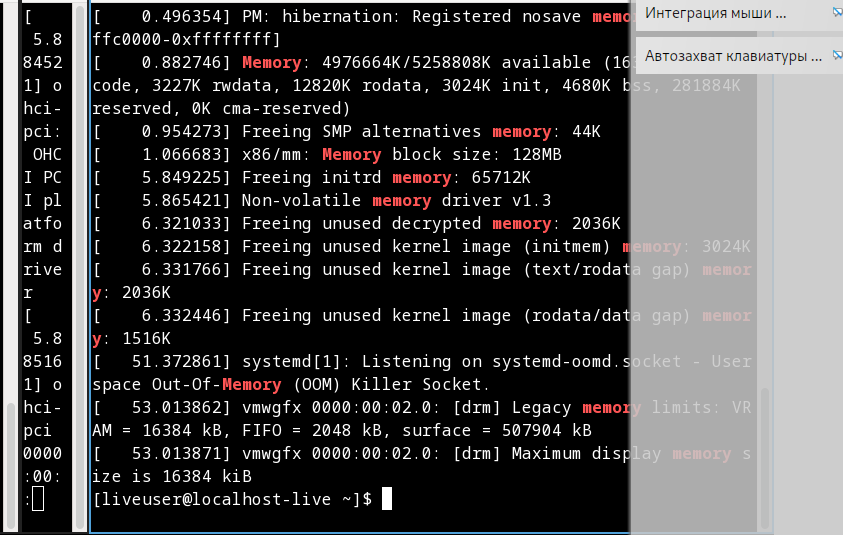 [
 5.8
8452
1] o
hci-
pci:
 OHC
I PC
I pl
atfo
rm d
rive
r
[
 5.8
8516
1] o
hci-
pci
0000
:00:
:
[    0.496354] PM: hibernation: Registered nosave memo
ffc0000-0xffffffff]
[    0.882746] Memory: 4976664K/5258808K available (16
code, 3227K rwdata, 12820K rodata, 3024K init, 4680K bss, 281884K
reserved, 0K cma-reserved)
[    0.954273] Freeing SMP alternatives memory: 44K
[    1.066683] x86/mm: Memory block size: 128MB
[    5.849225] Freeing initrd memory: 65712K
[    5.865421] Non-volatile memory driver v1.3
[    6.321033] Freeing unused decrypted memory: 2036K
[    6.322158] Freeing unused kernel image (initmem) memory: 3024K
[    6.331766] Freeing unused kernel image (text/rodata gap) memor
y: 2036K
[    6.332446] Freeing unused kernel image (rodata/data gap) memor
y: 1516K
[   51.372861] systemd[1]: Listening on systemd-oomd.socket - User
space Out-Of-Memory (OOM) Killer Socket.
[   53.013862] vmwgfx 0000:00:02.0: [drm] Legacy memory limits: VR
AM = 16384 kB, FIFO = 2048 kB, surface = 507904 kB
[   53.013871] vmwgfx 0000:00:02.0: [drm] Maximum display memory s
ize is 16384 kiB
[liveuser@localhost-live ~]$
Интеграция мыши ...
Автозахват клавиатуры ...